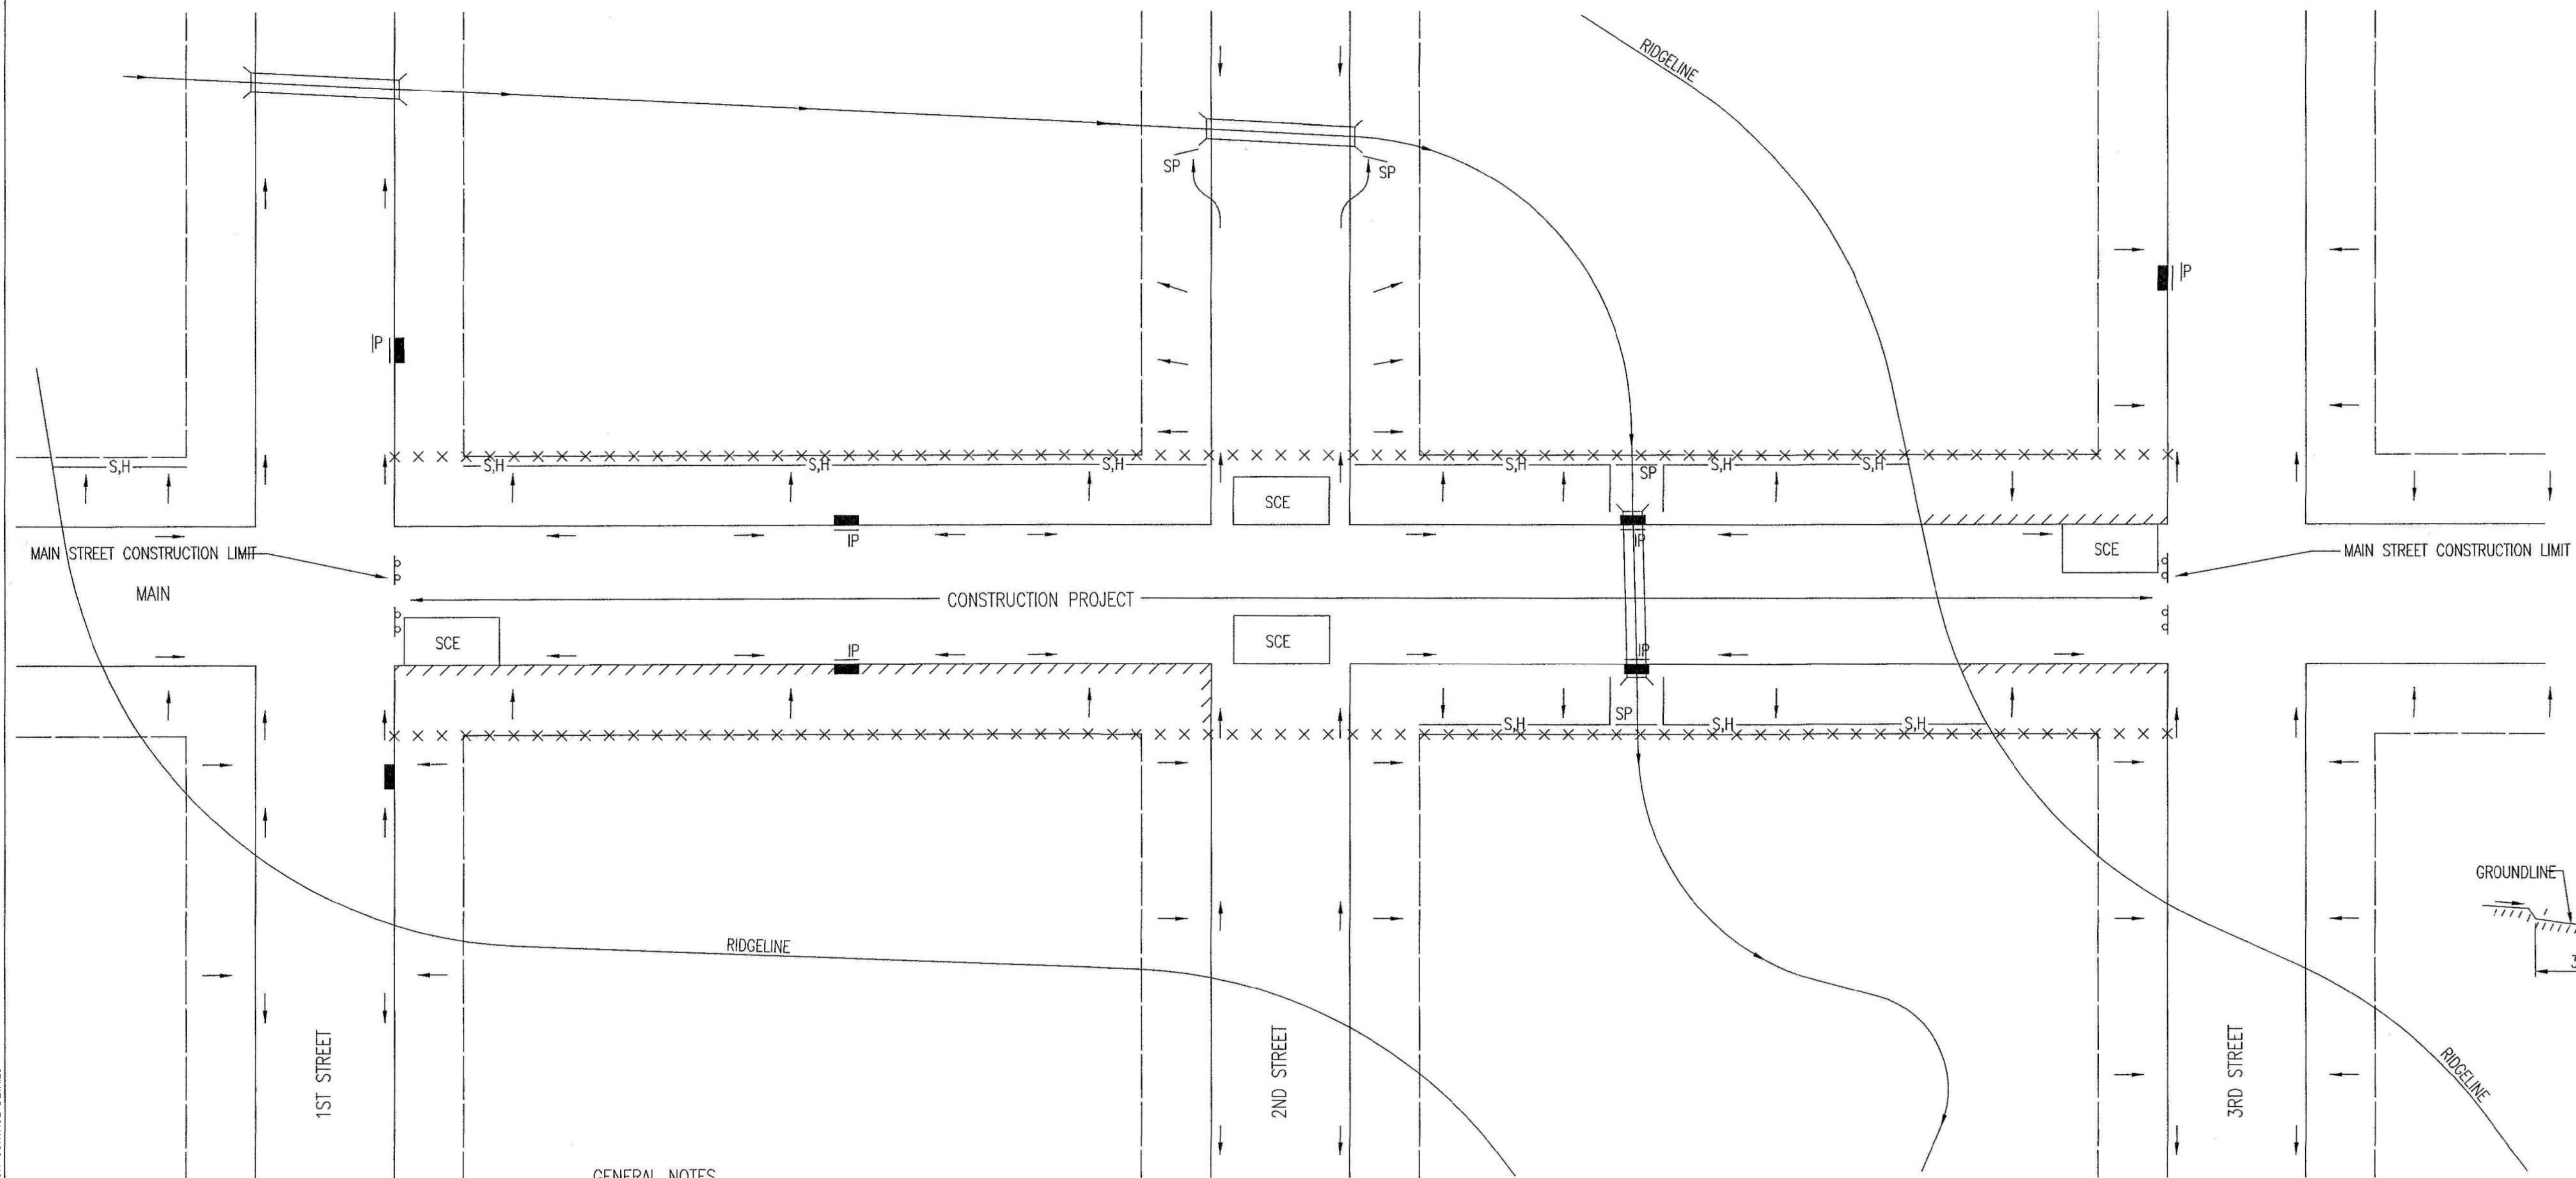 RIDGELINE
SP
SP
IP
IP
S,H
S,H
S,H
S,H
S,H
SP
S,H
S,H
SCE
MAIN STREET CONSTRUCTION LIMIT
IP
IP
SCE
MAIN STREET CONSTRUCTION LIMIT
MAIN
CONSTRUCTION PROJECT
SCE
SCE
IP
IP
SP
S,H
S,H
S,H
GROUNDLINE
RIDGELINE
3
1ST STREET
2ND STREET
3RD STREET
RIDGELINE
GENERAL NOTES